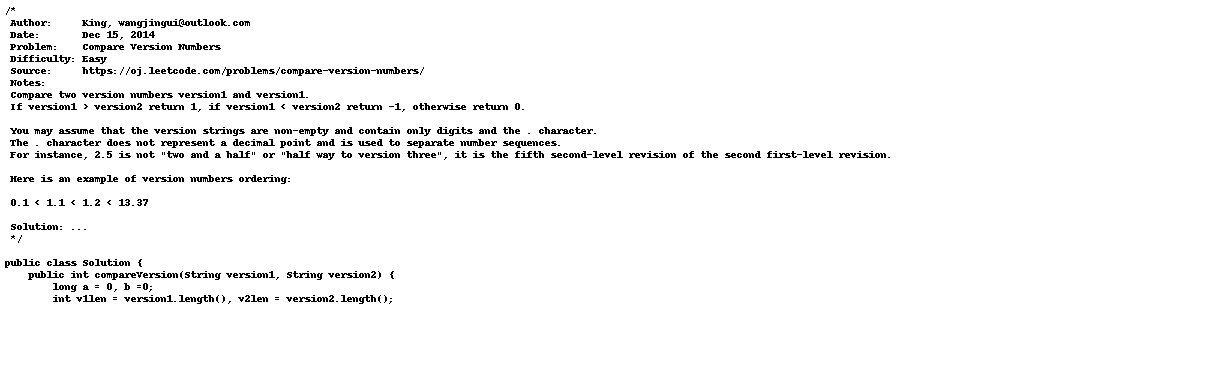 /*
 Author:     King, wangjingui@outlook.com
 Date:       Dec 15, 2014
 Problem:    Compare Version Numbers
 Difficulty: Easy
 Source:     https://oj.leetcode.com/problems/compare-version-numbers/
 Notes:
 Compare two version numbers version1 and version1.
 If version1 > version2 return 1, if version1 < version2 return -1, otherwise return 0.

 You may assume that the version strings are non-empty and contain only digits and the . character.
 The . character does not represent a decimal point and is used to separate number sequences.
 For instance, 2.5 is not "two and a half" or "half way to version three", it is the fifth second-level revision of the second first-level revision.

 Here is an example of version numbers ordering:

 0.1 < 1.1 < 1.2 < 13.37

 Solution: ...
 */

public class Solution {
    public int compareVersion(String version1, String version2) {
        long a = 0, b =0;
        int v1len = version1.length(), v2len = version2.length();